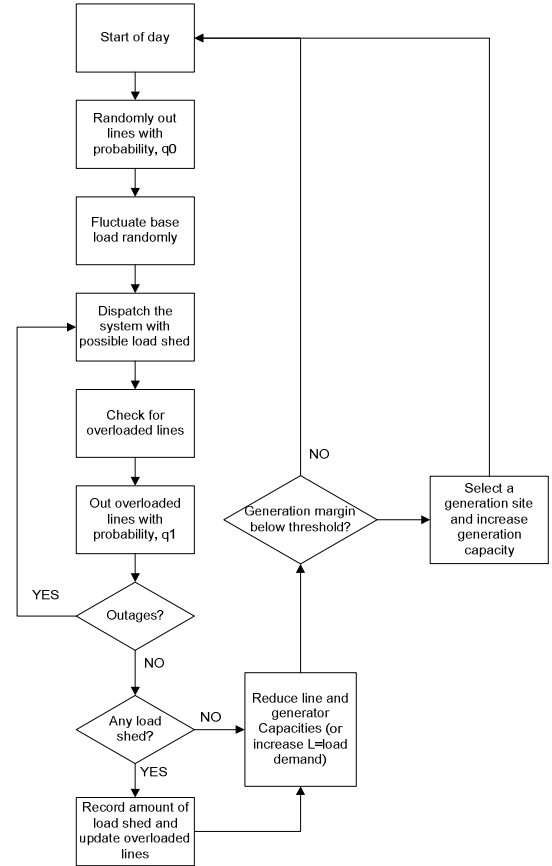 Start of day
Randomly out
lines with
probability, q0
Fluctuate base
load randomly
Dispatch the
system with
possible load shed
Check for
overloaded lines
Out overloaded
lines with
probability, q1
YES
Outages?
NO
Any load
shed?
NO
YES
Record amount of
load shed and
update overloaded
lines
Reduce line and
generator
Capacities (or
increase L=load
demand)
NO
Generation margin
below threshold?
Select a
generation site
and increase
generation
capacity